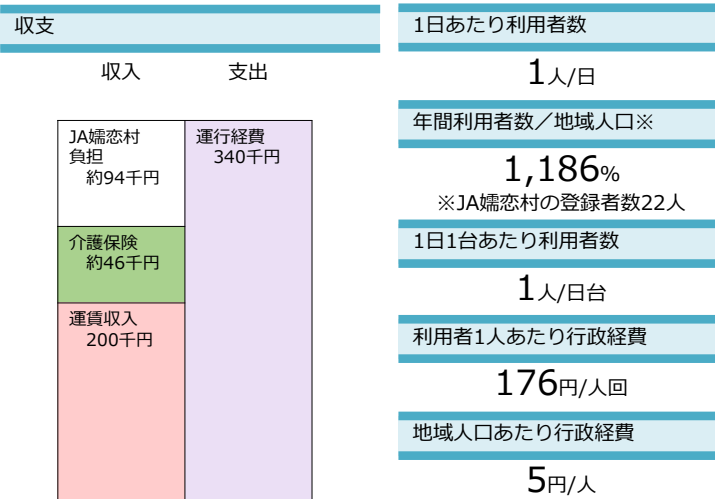 収支
収入
支出
JA嬬恋村
負担
約94千円
介護保険
約46千円
運賃収入
200千円
運行経費
340千円
1日あたり利用者数
1人/日
年間利用者数／地域人口※
1,186%
※JA嬬恋村の登録者数22人
1日1台あたり利用者数
1人/日台
利用者1人あたり行政経費
176円/人回
地域人口あたり行政経費
5円/人